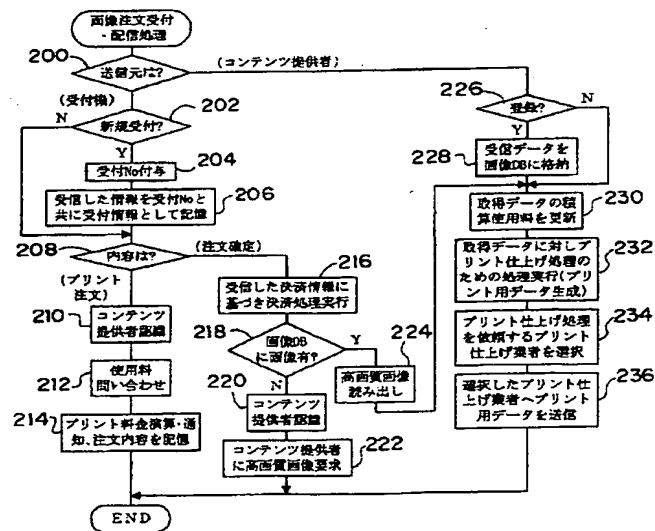 画像注文受付
・配信処理
200
送信元は?
(コンテンツ提供者)
(受付機)
202
N
新規受付?
Y
204
受付No付与
206
受信した情報を受付Noと
共に受付情報として記憶
208
内容は?
(注文確定)
(プリント
注文)
210
コンテンツ
提供者認識
212
使用料
問い合わせ
214
プリント料金演算・通
知、注文内容を記憶
216
受信した決済情報に
基づき決済処理実行
218
画像DB
に画像有?
Y
224
高画質画像
読み出し
N
220
コンテンツ
提供者認識
222
コンテンツ提供者
に高画質画像要求
226
登録?
N
Y
228
受信データを
画像DBに格納
230
取得データの積
算使用料を更新
232
取得データに対しプ
リント仕上げ処理の
ための処理実行(プリ
ント用データ生成)
234
プリント仕上げ処理
を依頼するプリント
仕上げ業者を選択
236
選択したプリント仕
上げ業者へプリント
用データを送信
END